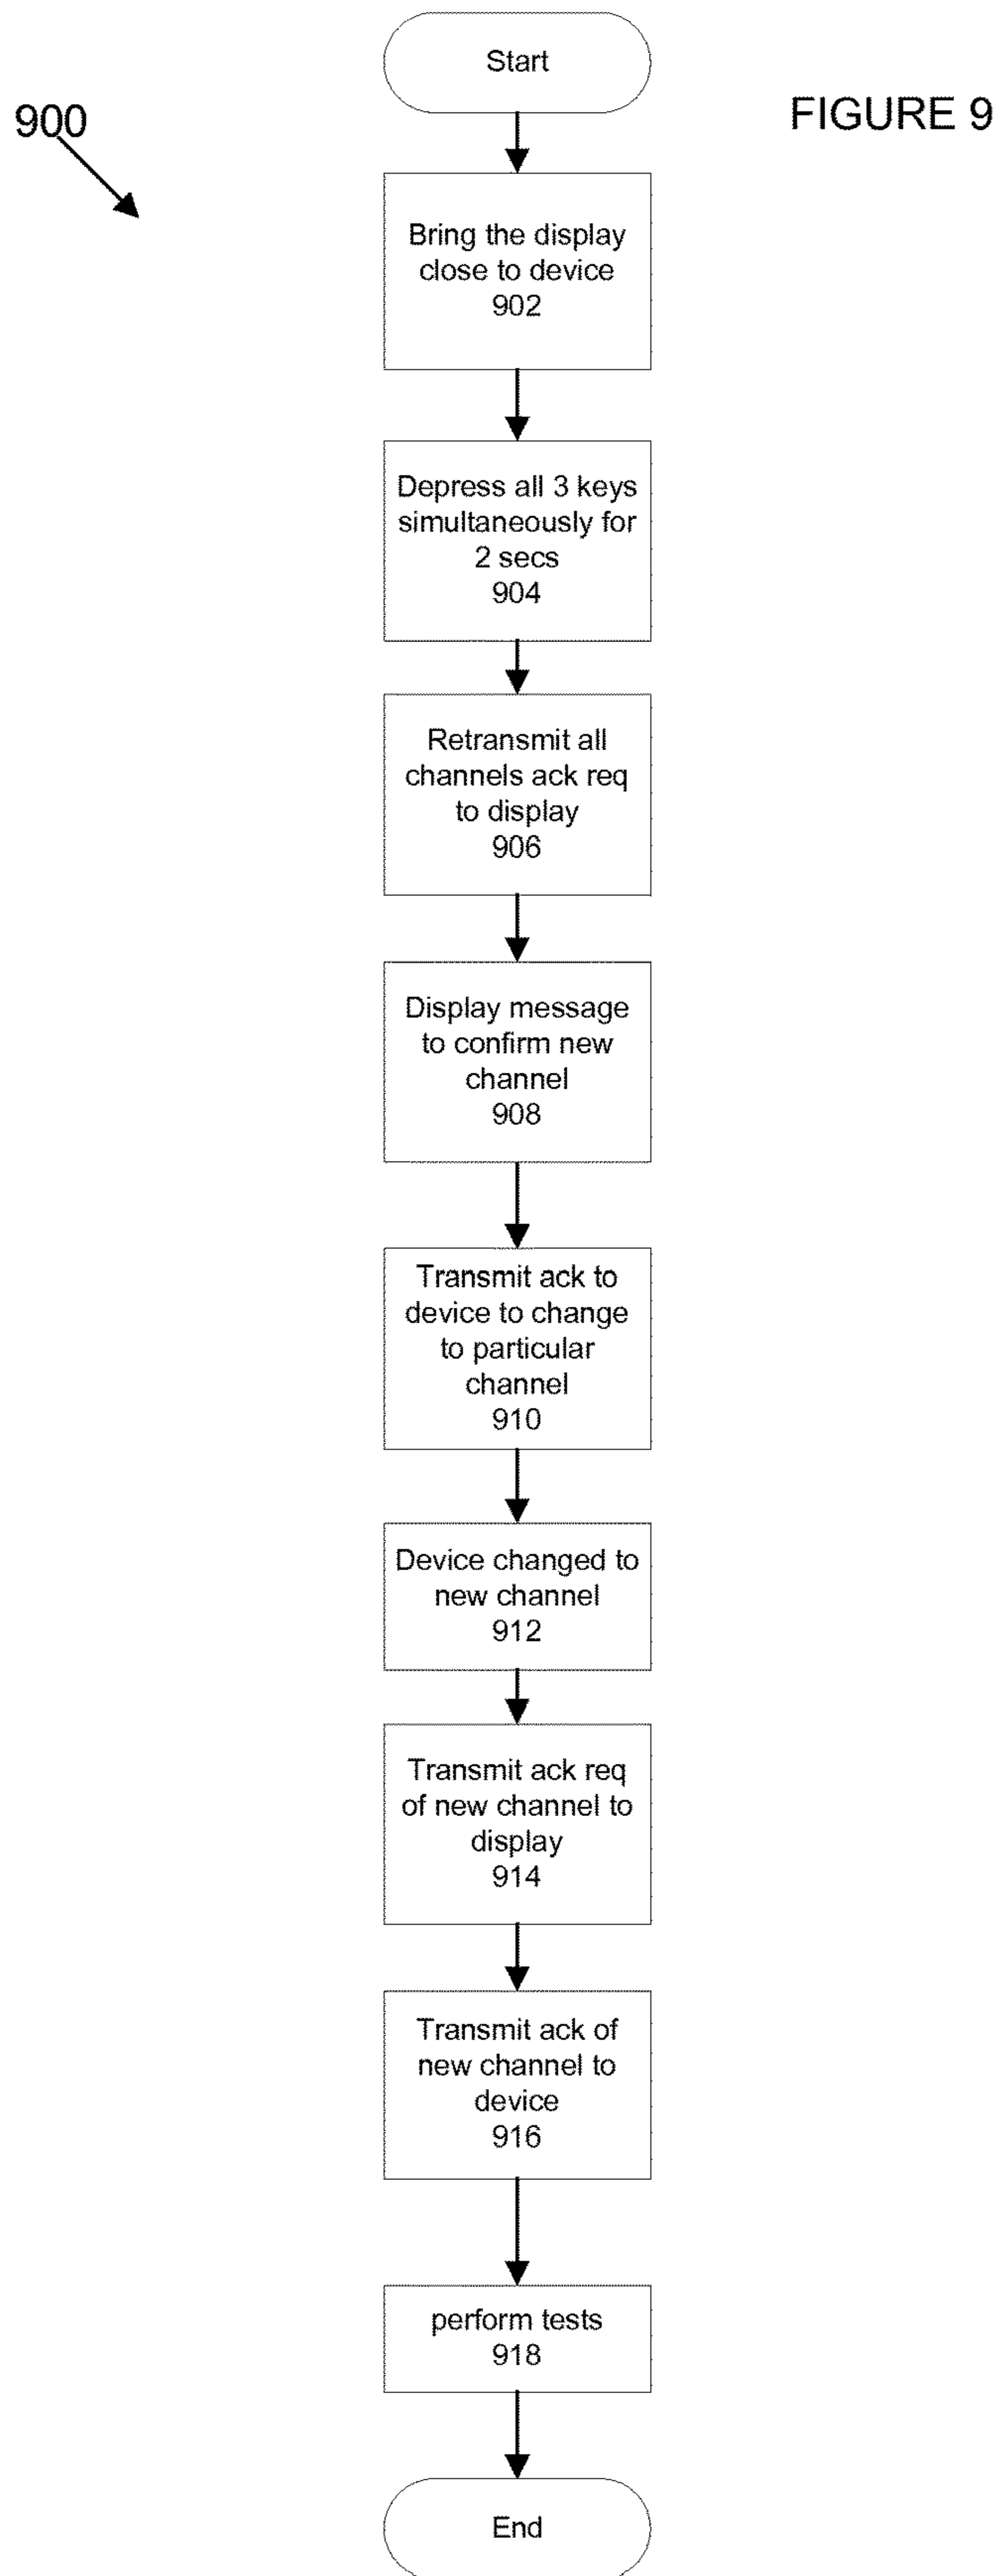 Start
900
FIGURE 9
Bring the display
close to device
902
Depress all 3 keys
simultaneously for
2 secs
904
Retransmit all
channels ack req
to display
906
Display message
to confirm new
channel
908
Transmit ack to
device to change
to particular
channel
910
Device changed to
new channel
912
Transmit ack req
of new channel to
display
914
Transmit ack of
new channel to
device
916
perform tests
918
End